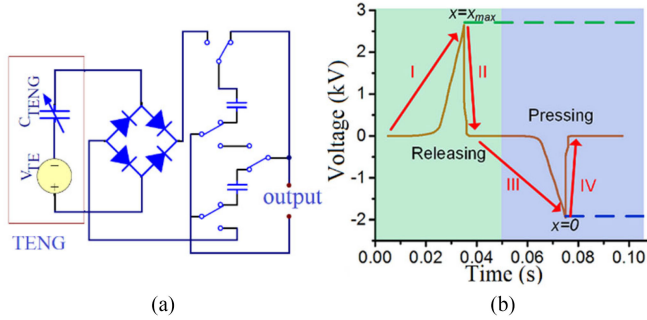 C_TENG
V_TE
+
−
TENG
output
(a)
Voltage (kV)
3
2
1
0
-1
-2
x=x_max
I
II
Releasing
Pressing
III
IV
x=0
0.00 0.02 0.04 0.06 0.08 0.10
Time (s)
(b)